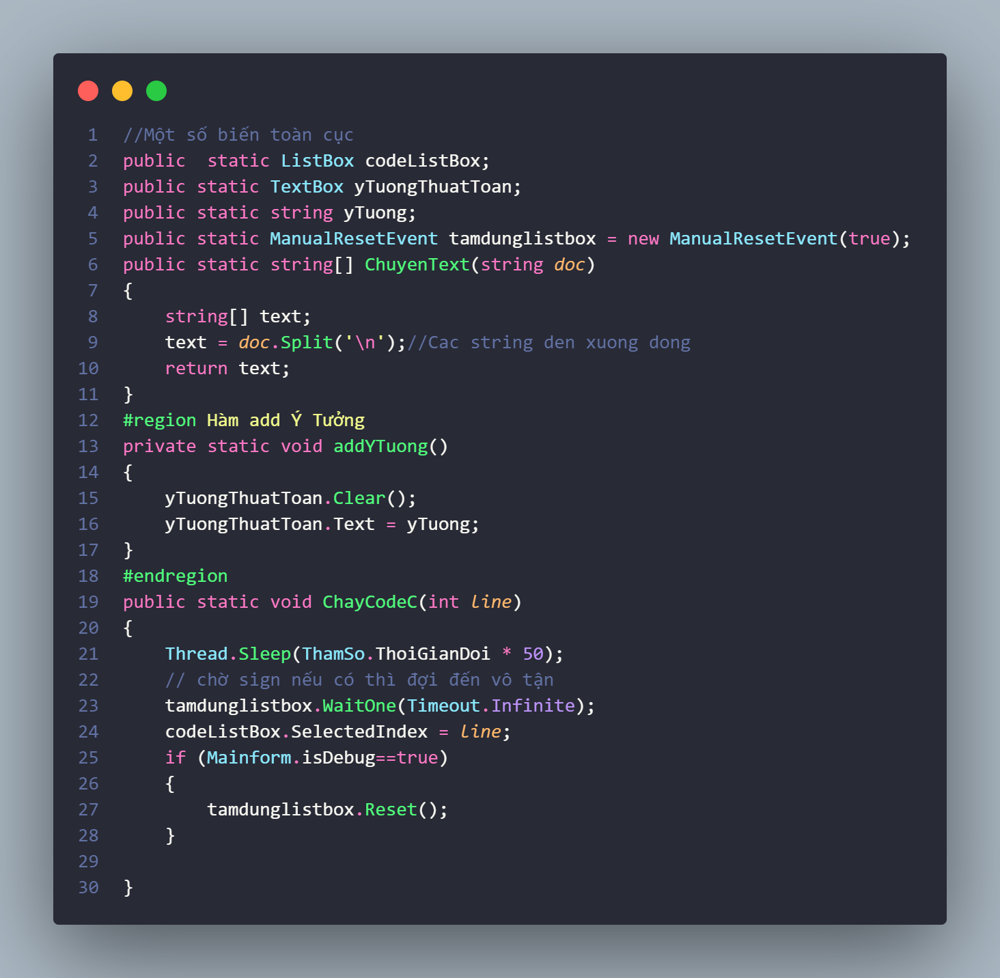 1 //Một số biến toàn cục
2 public  static ListBox codeListBox;
3 public static TextBox yTuongThuatToan;
4 public static string yTuong;
5 public static ManualResetEvent tamdunglistbox = new ManualResetEvent(true);
6 public static string[] ChuyenText(string doc)
7 {
8     string[] text;
9     text = doc.Split('\n');//Cac string den xuong dong
10     return text;
11 }
12 #region Hàm add Ý Tưởng
13 private static void addYTuong()
14 {
15     yTuongThuatToan.Clear();
16     yTuongThuatToan.Text = yTuong;
17 }
18 #endregion
19 public static void ChayCodeC(int line)
20 {
21     Thread.Sleep(ThamSo.ThoiGianDoi * 50);
22     // chờ sign nếu có thì đợi đến vô tận
23     tamdunglistbox.WaitOne(Timeout.Infinite);
24     codeListBox.SelectedIndex = line;
25     if (Mainform.isDebug==true)
26     {
27         tamdunglistbox.Reset();
28     }
29
30 }